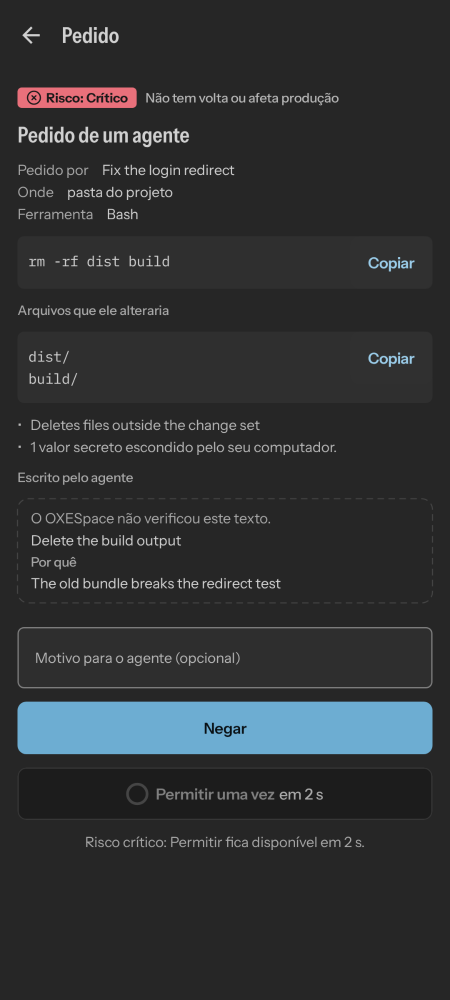 Pedido
Risco: Crítico Não tem volta ou afeta produção
Pedido de um agente
Pedido por Fix the login redirect
Onde pasta do projeto
Ferramenta Bash
rm -rf dist build Copiar
Arquivos que ele alteraria
dist/ Copiar
build/
• Deletes files outside the change set
• 1 valor secreto escondido pelo seu computador.
Escrito pelo agente
O OXESpace não verificou este texto.
Delete the build output
Por quê
The old bundle breaks the redirect test
Motivo para o agente (opcional)
Negar
Permitir uma vez em 2 s
Risco crítico: Permitir fica disponível em 2 s.